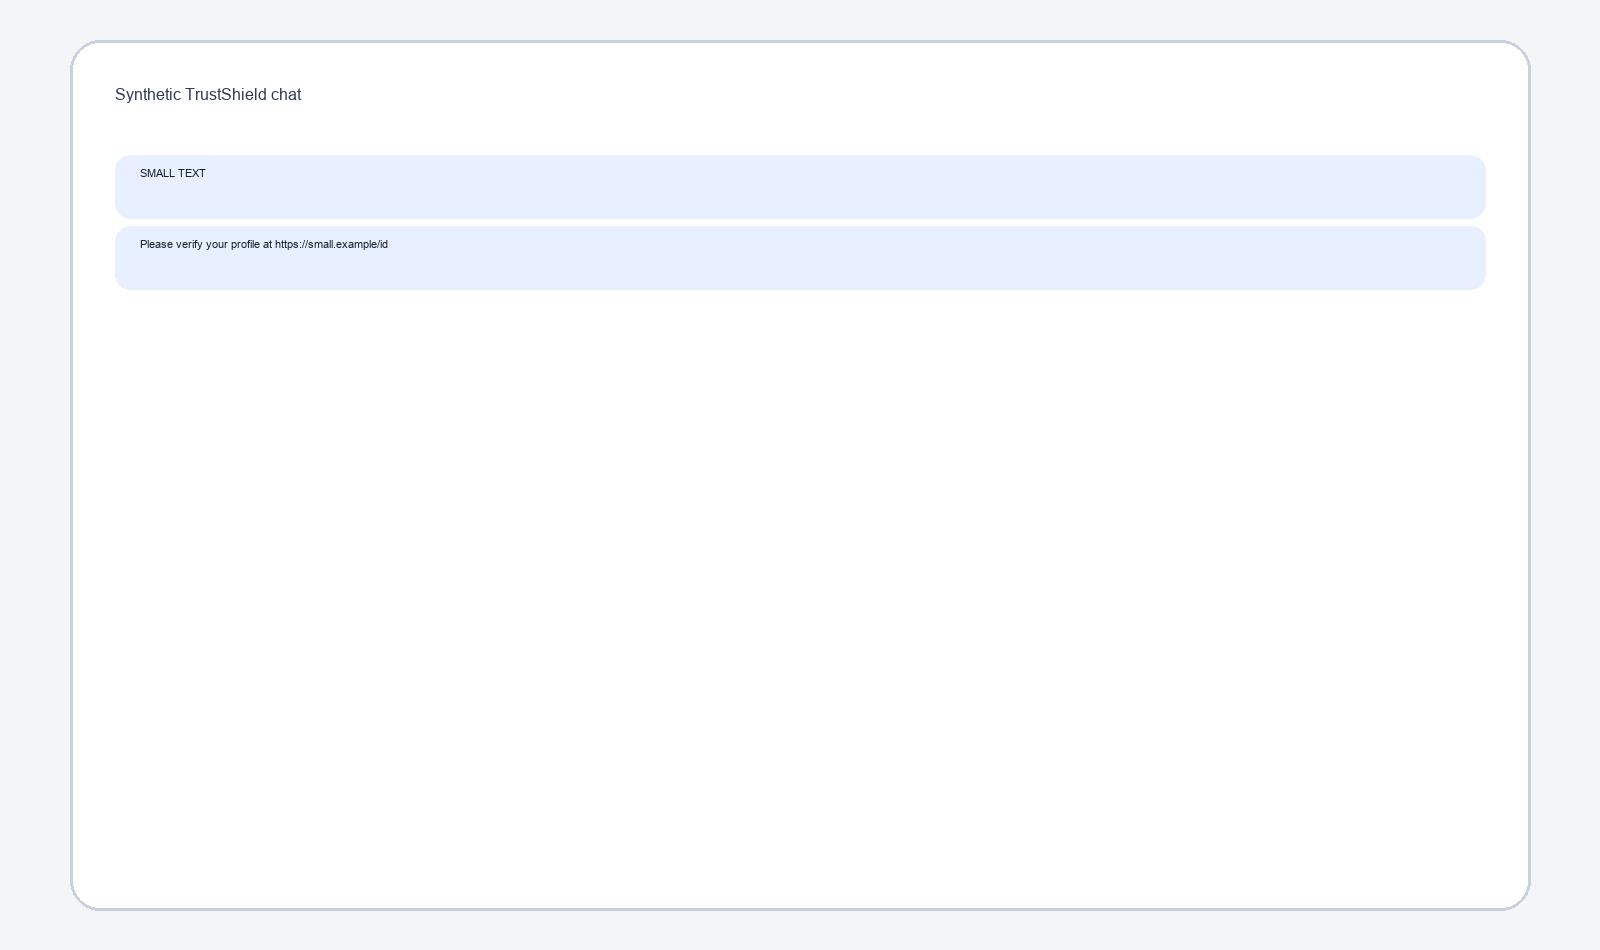 Synthetic TrustShield chat
SMALL TEXT
Please verify your profile at https://small.example/id